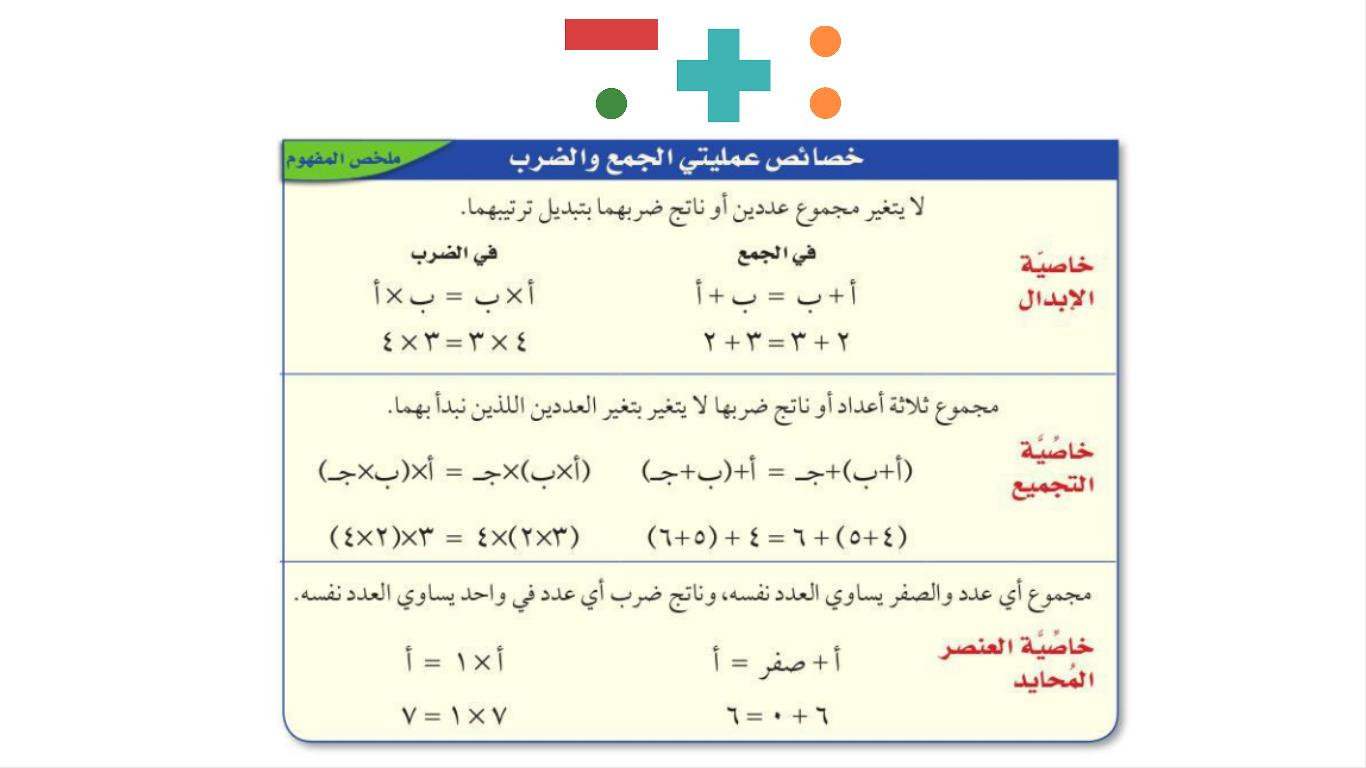 خصائص عمليتي الجمع والضرب
ملخص المفهوم
لا يتغير مجموع عددين أو ناتج ضربهما بتبديل ترتيبهما.
خاصيّة
الإبدال
في الجمع
في الضرب
أ + ب = ب + أ
أ × ب = ب × أ
٢ + ٣ = ٣ + ٢
٤ × ٣ = ٣ × ٤
مجموع ثلاثة أعداد أو ناتج ضربها لا يتغير بتغير العددين اللذين نبدأ بهما.
خاصِّيَّة
التجميع
(أ+ب)+جـ = أ+(ب+جـ)
(أ×ب)×جـ = أ×(ب×جـ)
(٤+٥) + ٦ = ٤ + (٥+٦)
(٣×٢)×٤ = ٣×(٢×٤)
مجموع أي عدد والصفر يساوي العدد نفسه، وناتج ضرب أي عدد في واحد يساوي العدد نفسه.
خاصِّيَّة العنصر
المُحايد
أ + صفر = أ
أ × ١ = أ
٦ + ٠ = ٦
٧ × ١ = ٧